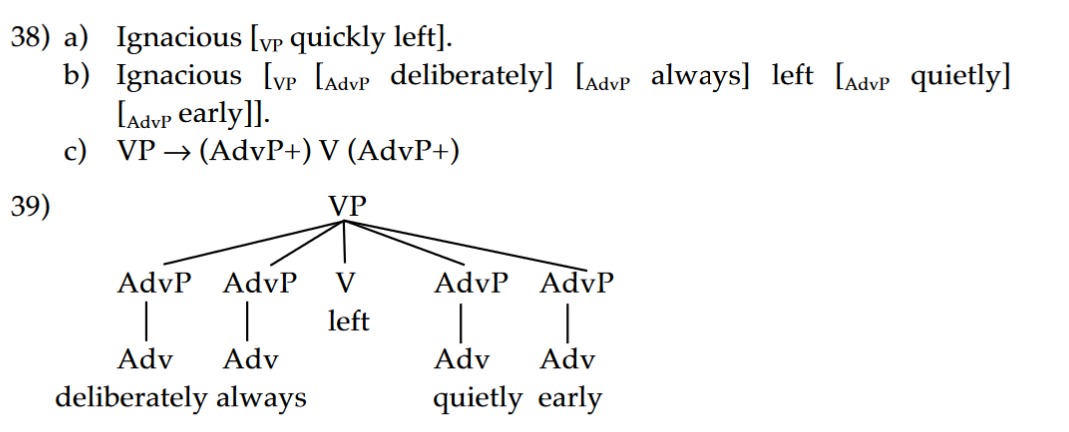 38) a) Ignacious [VP quickly left].
b) Ignacious [VP [AdvP deliberately] [AdvP always] left [AdvP quietly]
[AdvP early]].
c) VP → (AdvP+) V (AdvP+)
39) VP
AdvP AdvP V AdvP AdvP
left
Adv Adv Adv Adv
deliberately always quietly early